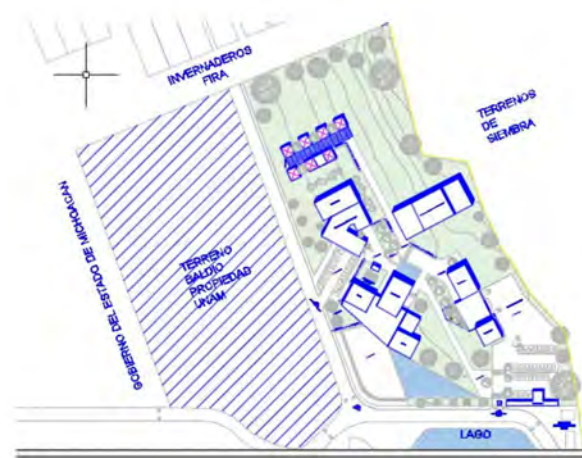 INVERNADEROS
FIRA
TERRENOS
DE
SIEMBRA
GOBIERNO DEL ESTADO DE MICHOACAN
TERRENO
BALDIO
PROPIEDAD
UNAM
LAGO